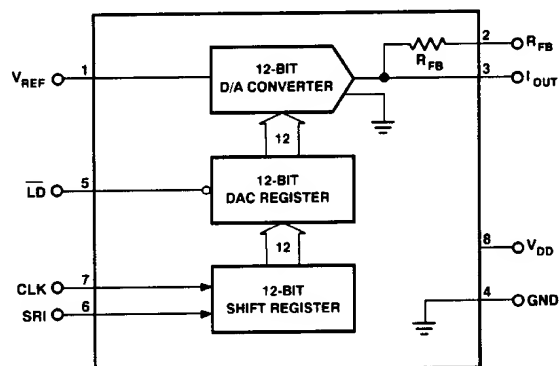 V_REF 1
12-BIT
D/A CONVERTER
R_FB
2 R_FB
3 I_OUT
12
L̅D̅ 5
12-BIT
DAC REGISTER
8 V_DD
12
CLK 7
SRI 6
12-BIT
SHIFT REGISTER
4 GND